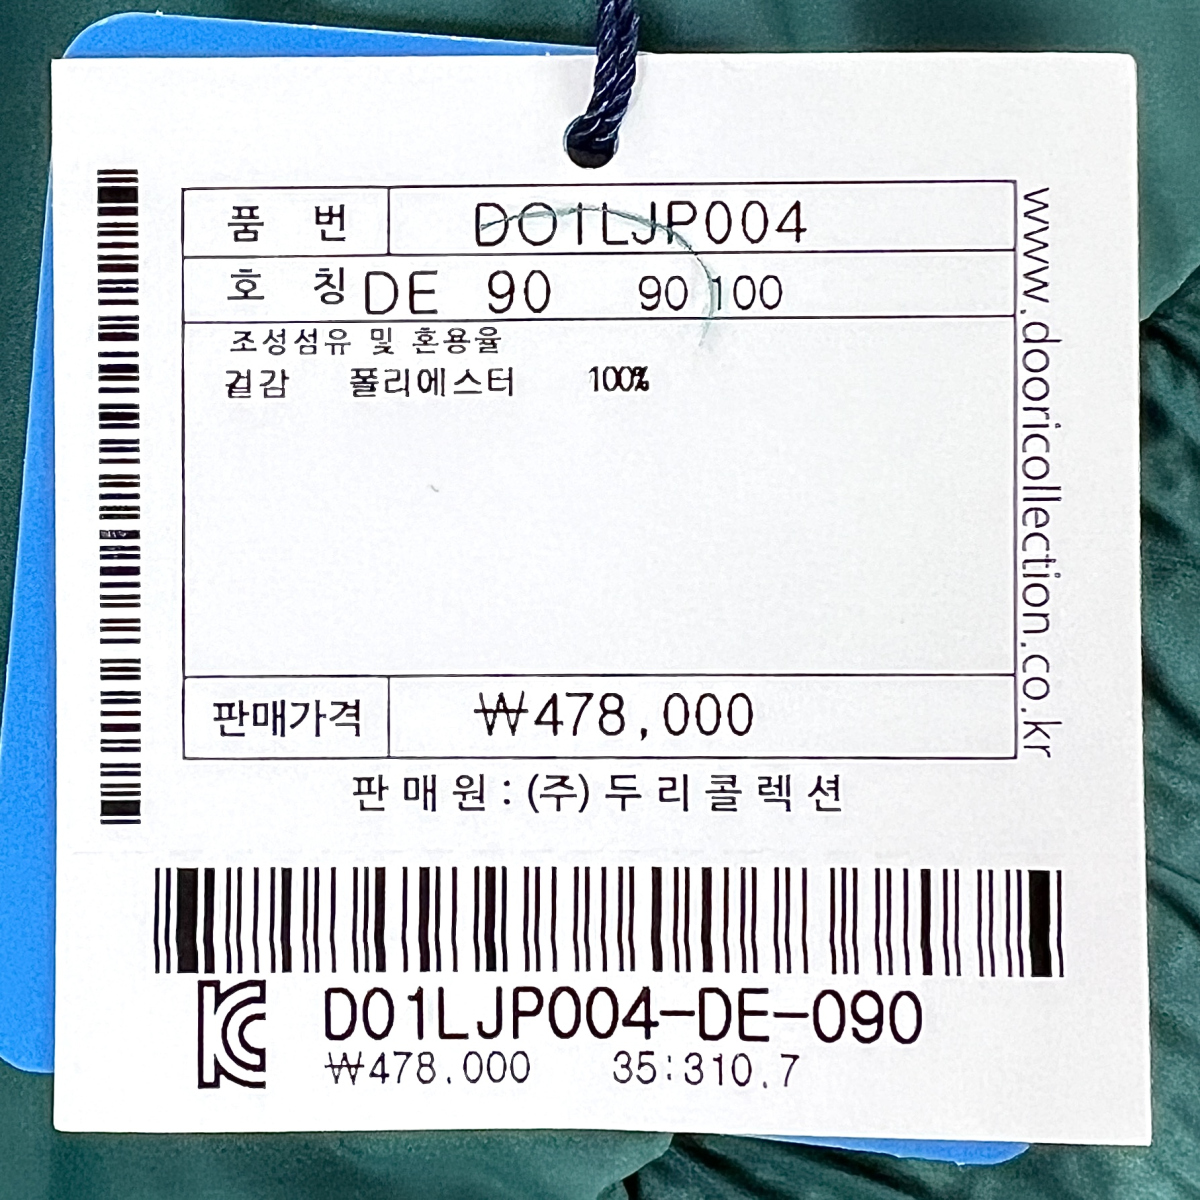 품 번 DO1LJP004
호 칭 DE 90 90 100
조성섬유 및 혼용율
겉감 폴리에스터 100%
판매가격 ₩478,000
판매원 : (주)두리콜렉션
www.dooricollection.co.kr
D01LJP004-DE-090
₩478.000 35:310.7